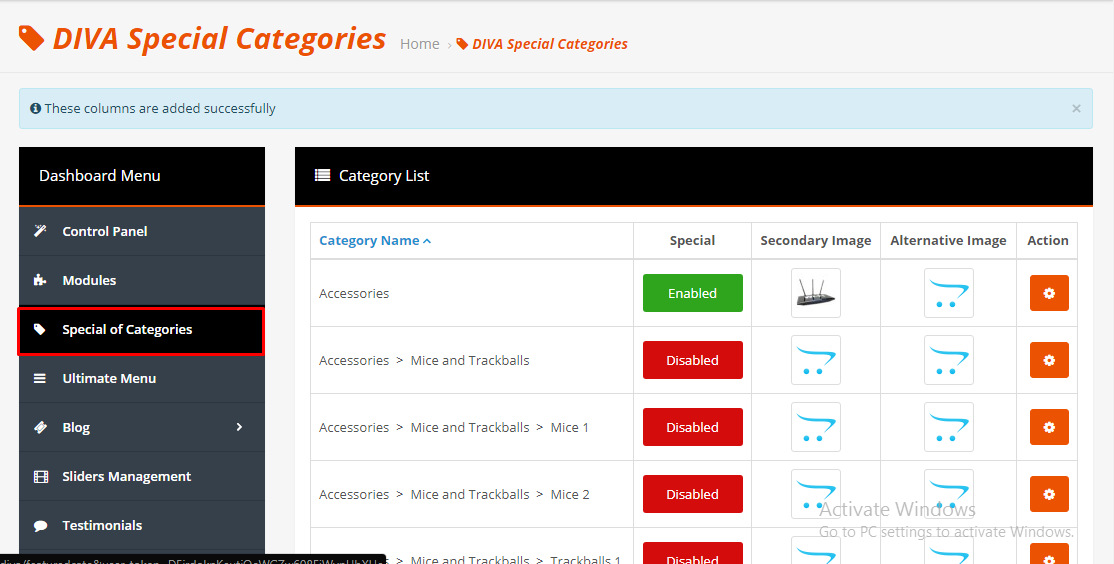 DIVA Special Categories Home › DIVA Special Categories
These columns are added successfully ×
Dashboard Menu
Control Panel
Modules
Special of Categories
Ultimate Menu
Blog
Sliders Management
Testimonials
Category List
Category Name Special Secondary Image Alternative Image Action
Accessories Enabled
Accessories > Mice and Trackballs Disabled
Accessories > Mice and Trackballs > Mice 1 Disabled
Accessories > Mice and Trackballs > Mice 2 Disabled
Accessories > Mice and Trackballs > Trackballs 1 Disabled
Activate Windows
Go to PC settings to activate Windows.